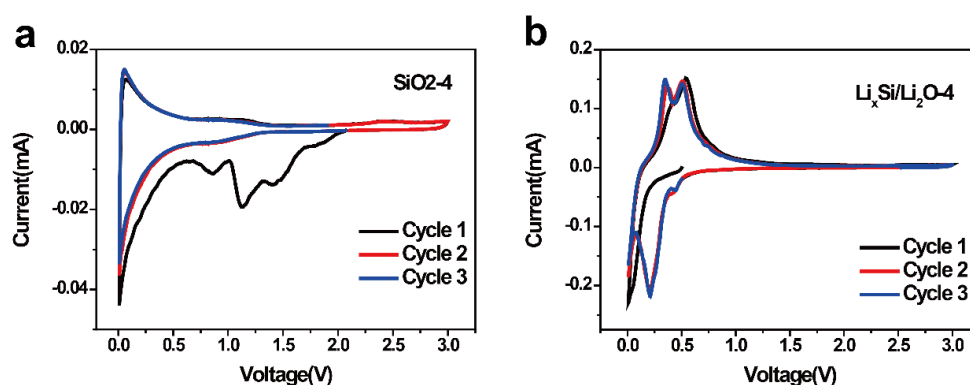 a
0.02
0.00
-0.02
-0.04
Current(mA)
SiO2-4
Cycle 1
Cycle 2
Cycle 3
0.0 0.5 1.0 1.5 2.0 2.5 3.0
Voltage(V)
b
0.2
0.1
0.0
-0.1
-0.2
Current(mA)
LiₓSi/Li₂O-4
Cycle 1
Cycle 2
Cycle 3
0.0 0.5 1.0 1.5 2.0 2.5 3.0
Voltage(V)